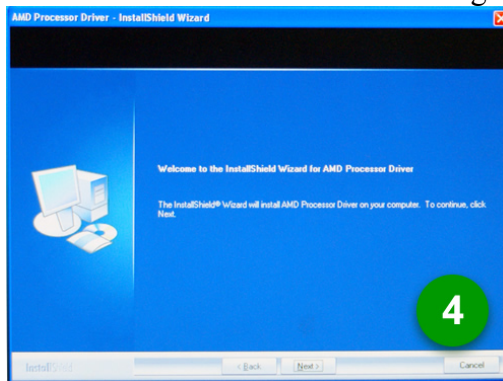 AMD Processor Driver - InstallShield Wizard
Welcome to the InstallShield Wizard for AMD Processor Driver
The InstallShield® Wizard will install AMD Processor Driver on your computer. To continue, click
Next.
4
InstallShield
< Back
Next >
Cancel